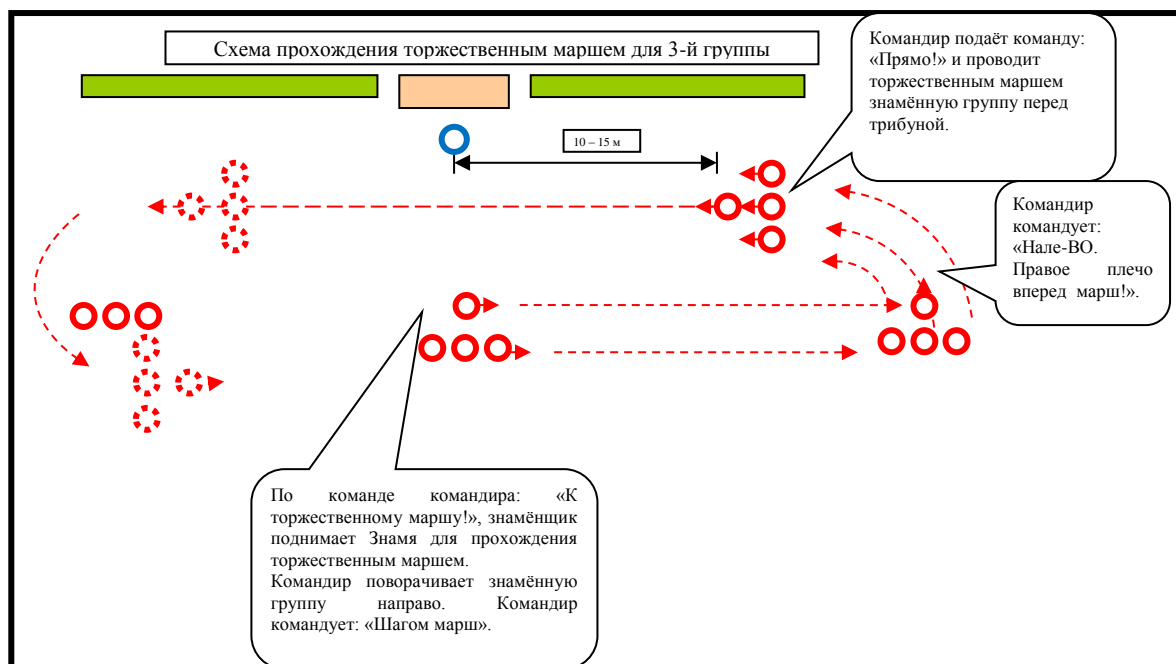 Схема прохождения торжественным маршем для 3-й группы
Командир подаёт команду:
«Прямо!» и проводит
торжественным маршем
знамённую группу перед
трибуной.
10 – 15 м
Командир
командует:
«Нале-ВО.
Правое плечо
вперед марш!».
По команде командира: «К
торжественному маршу!», знамёнщик
поднимает Знамя для прохождения
торжественным маршем.
Командир поворачивает знамённую
группу направо. Командир
командует: «Шагом марш».